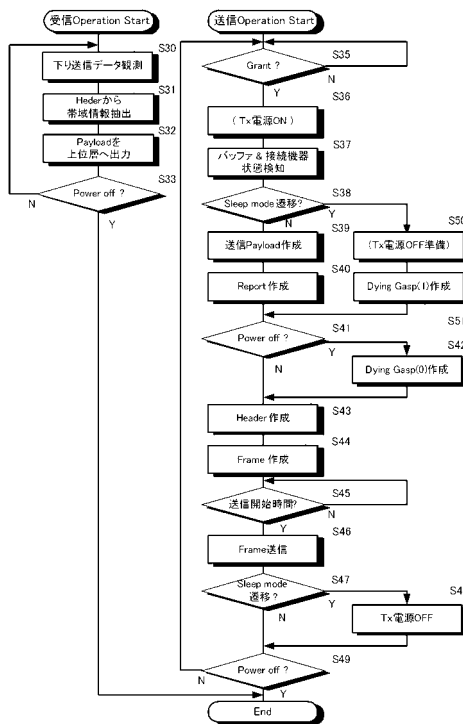 受信Operation Start
S30
下り送信データ観測
S31
Hederから
帯域情報抽出
S32
Payloadを
上位層へ出力
S33
Power off ?
N
Y
送信Operation Start
S35
Grant ?
N
Y
S36
( Tx電源ON )
S37
バッファ & 接続機器
状態検知
S38
Sleep mode 遷移?
Y
N
S39
送信Payload作成
S40
Report 作成
S50
(Tx電源OFF準備)
Dying Gasp(1)作成
S51
S41
Power off ?
Y
N
S42
Dying Gasp(0)作成
S43
Header 作成
S44
Frame 作成
S45
送信開始時間?
N
Y
S46
Frame送信
S47
Sleep mode
遷移 ?
Y
N
Tx電源OFF
S49
Power off ?
N
Y
End